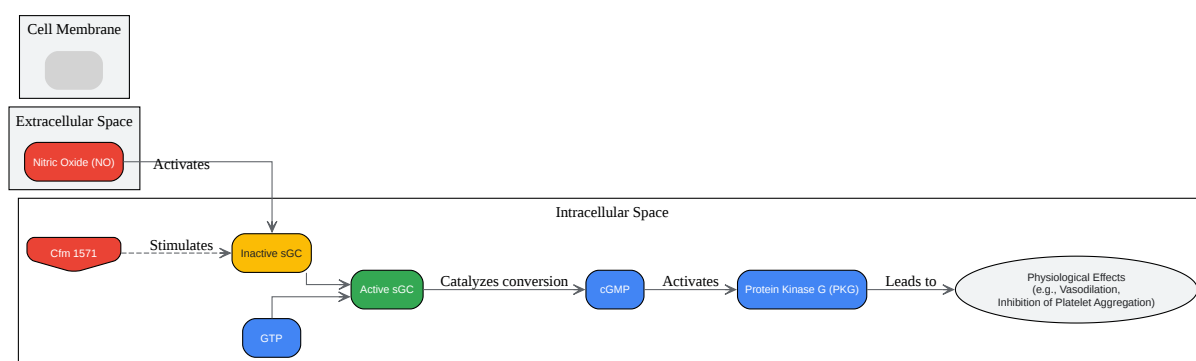 Cell Membrane
Extracellular Space
Nitric Oxide (NO)
Activates
Intracellular Space
Cfm 1571
Stimulates
Inactive sGC
Active sGC
Catalyzes conversion
cGMP
Activates
Protein Kinase G (PKG)
Leads to
Physiological Effects
(e.g., Vasodilation,
Inhibition of Platelet Aggregation)
GTP